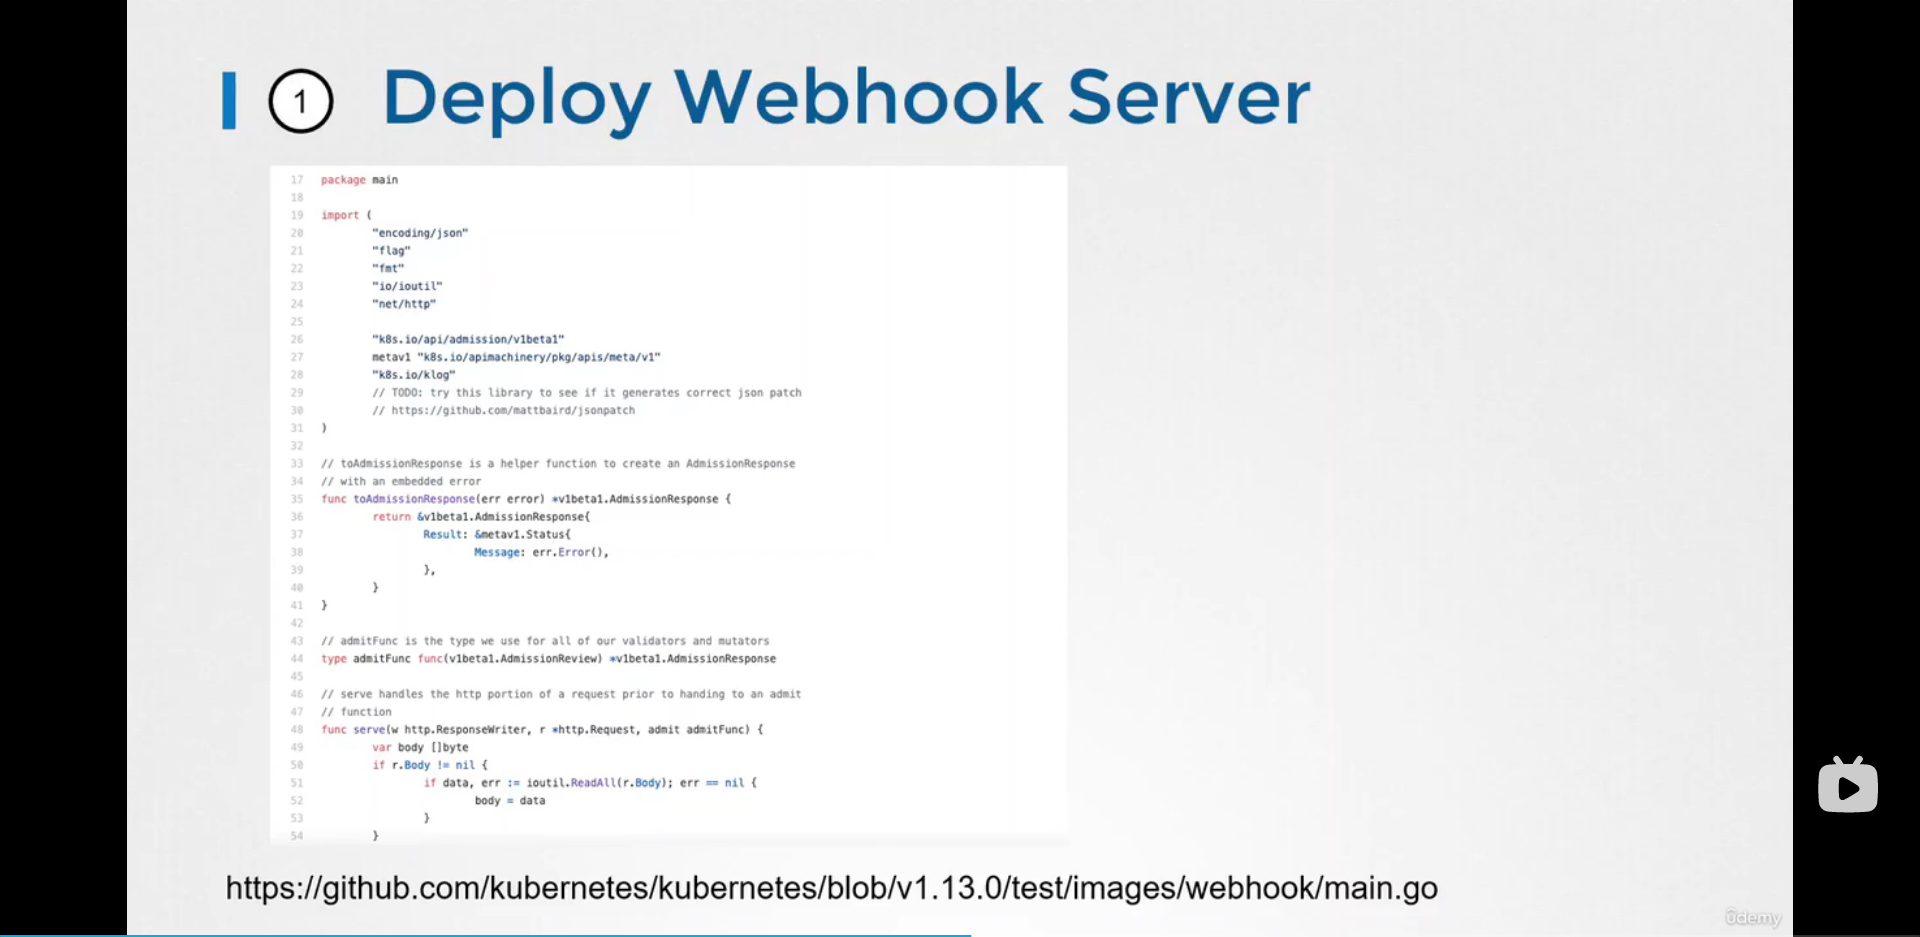 1 Deploy Webhook Server
17 package main
18
19 import (
20 "encoding/json"
21 "flag"
22 "fmt"
23 "io/ioutil"
24 "net/http"
25
26 "k8s.io/api/admission/v1beta1"
27 metav1 "k8s.io/apimachinery/pkg/apis/meta/v1"
28 "k8s.io/klog"
29 // TODO: try this library to see if it generates correct json patch
30 // https://github.com/mattbaird/jsonpatch
31 )
32
33 // toAdmissionResponse is a helper function to create an AdmissionResponse
34 // with an embedded error
35 func toAdmissionResponse(err error) *v1beta1.AdmissionResponse {
36 return &v1beta1.AdmissionResponse{
37 Result: &metav1.Status{
38 Message: err.Error(),
39 },
40 }
41 }
42
43 // admitFunc is the type we use for all of our validators and mutators
44 type admitFunc func(v1beta1.AdmissionReview) *v1beta1.AdmissionResponse
45
46 // serve handles the http portion of a request prior to handing to an admit
47 // function
48 func serve(w http.ResponseWriter, r *http.Request, admit admitFunc) {
49 var body []byte
50 if r.Body != nil {
51 if data, err := ioutil.ReadAll(r.Body); err == nil {
52 body = data
53 }
54 }
https://github.com/kubernetes/kubernetes/blob/v1.13.0/test/images/webhook/main.go
ûdemy